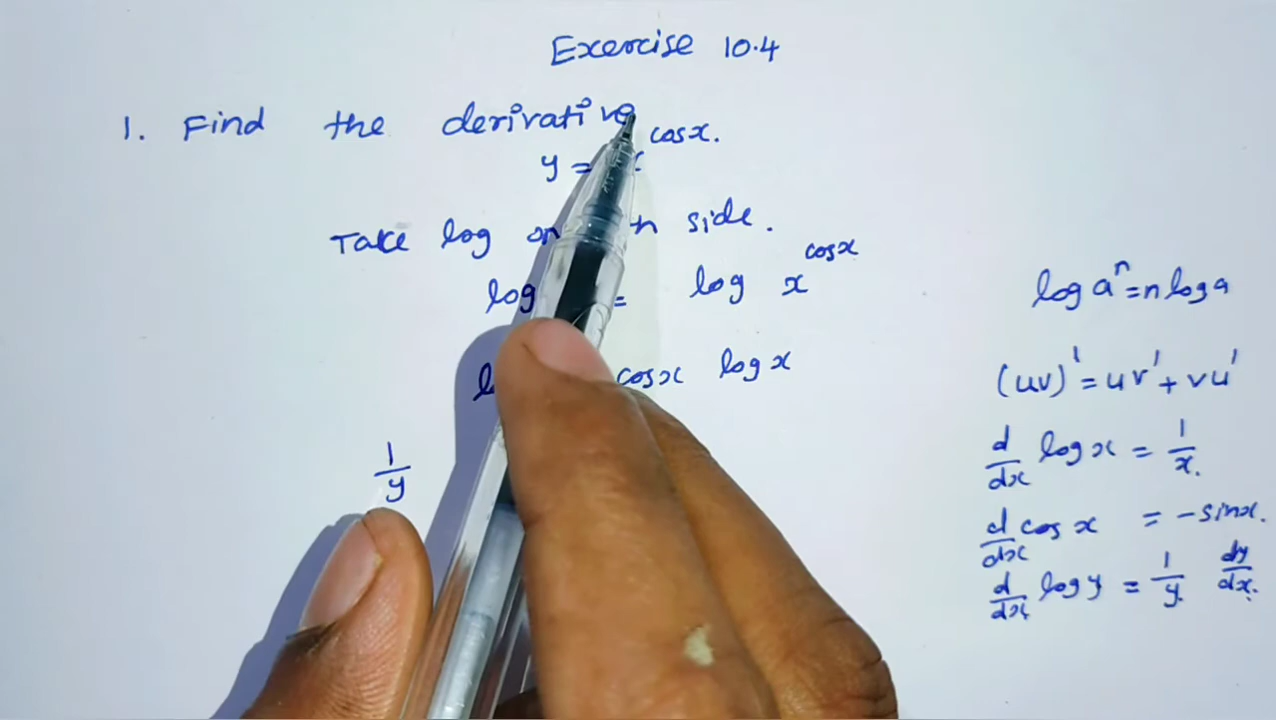 Exercise 10.4
1. Find the derivative
y = x^cosx.
Take log on side.
log = log x^cosx
cosx log x
1/y
log a^n = n log a
(uv)' = uv' + vu'
d/dx log x = 1/x.
d/dx cos x = -sinx.
d/dx log y = 1/y dy/dx.